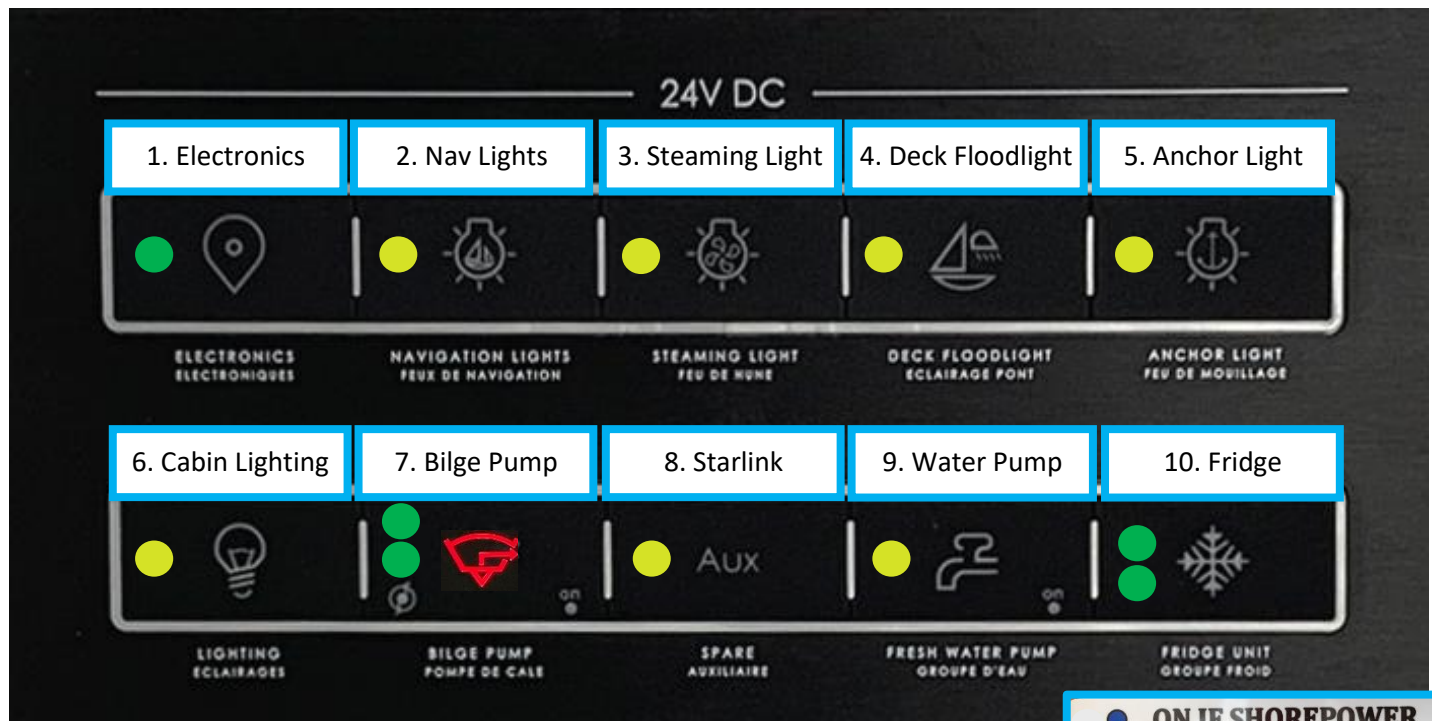 24V DC
1. Electronics
2. Nav Lights
3. Steaming Light
4. Deck Floodlight
5. Anchor Light
ELECTRONICS
ELECTRONIQUES
NAVIGATION LIGHTS
FEUX DE NAVIGATION
STEAMING LIGHT
FEU DE HUNE
DECK FLOODLIGHT
ECLAIRAGE PONT
ANCHOR LIGHT
FEU DE MOUILLAGE
6. Cabin Lighting
7. Bilge Pump
8. Starlink
9. Water Pump
10. Fridge
on
Aux
on
LIGHTING
ECLAIRAGES
BILGE PUMP
POMPE DE CALE
SPARE
AUXILIAIRE
FRESH WATER PUMP
GROUPE D'EAU
FRIDGE UNIT
GROUPE FROID
ON IF SHOREPOWER